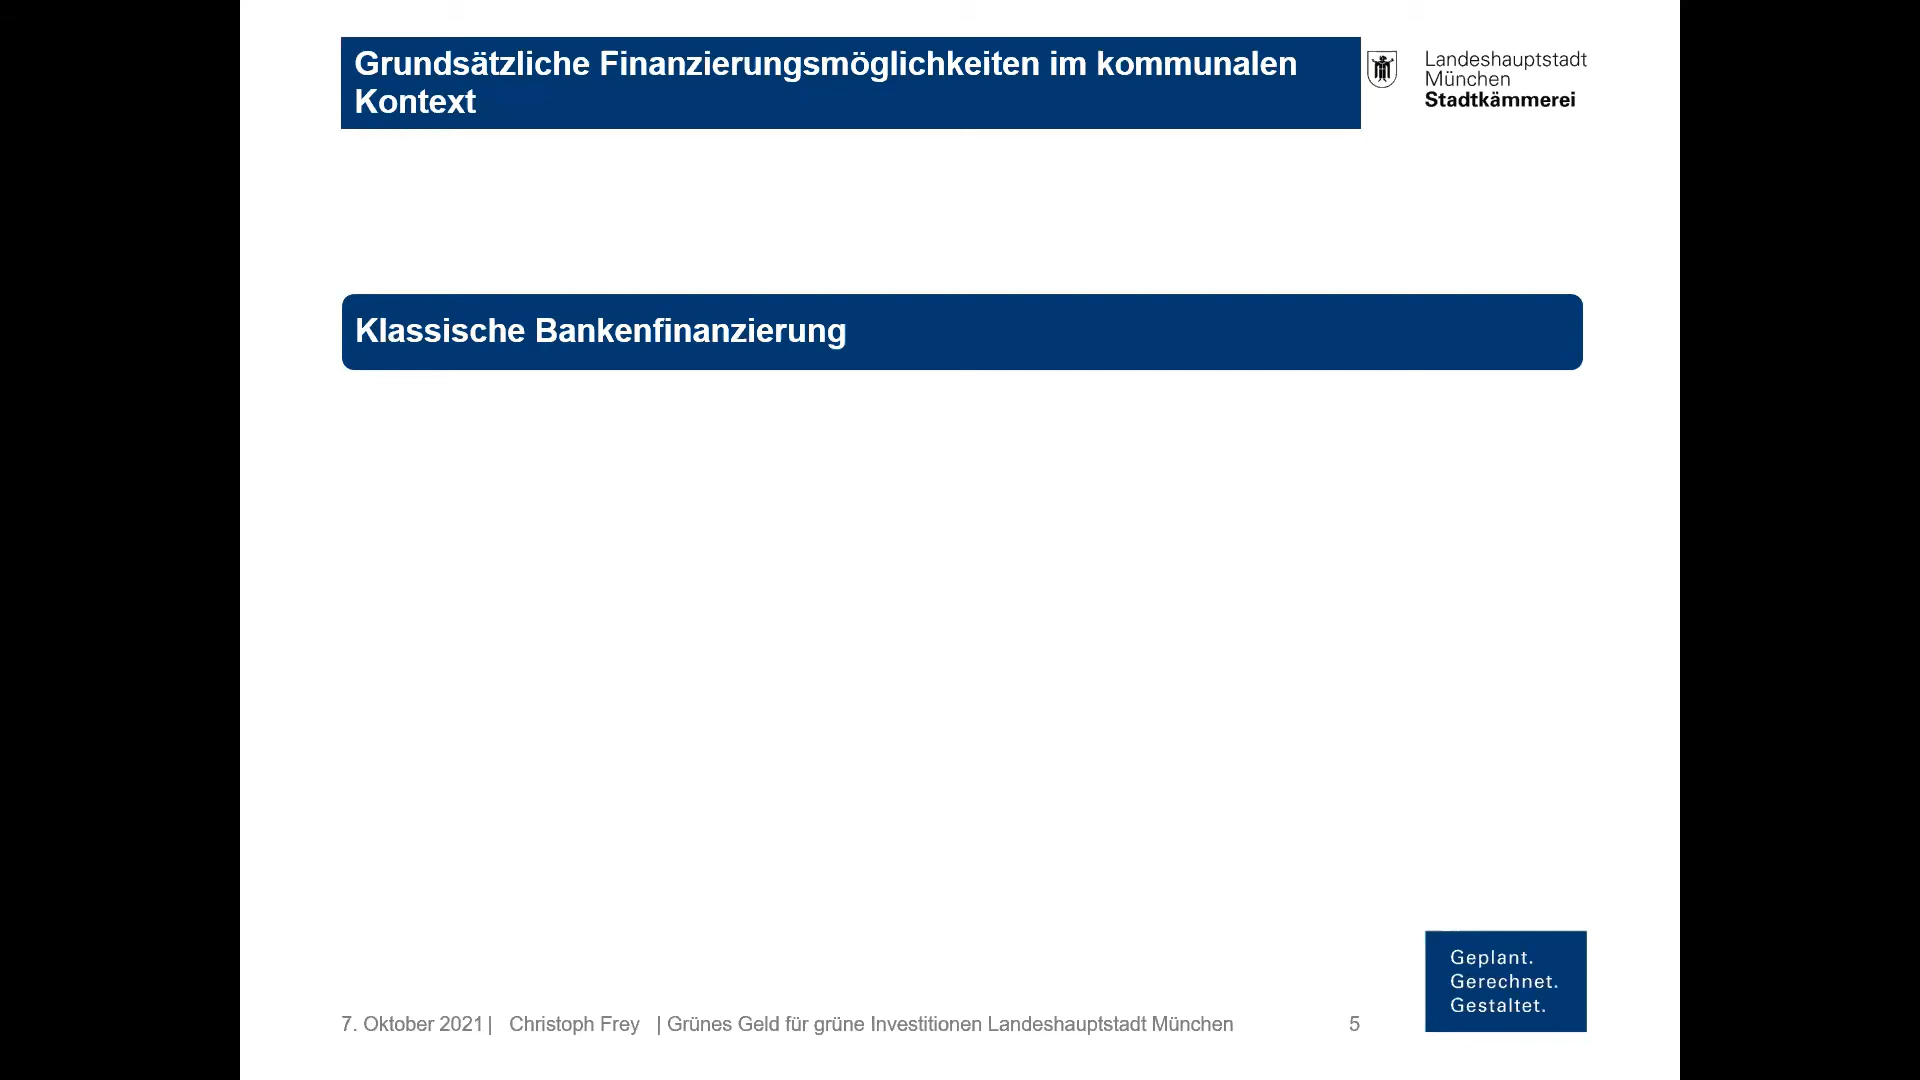 Grundsätzliche Finanzierungsmöglichkeiten im kommunalen
Kontext
Landeshauptstadt
München
Stadtkämmerei
Klassische Bankenfinanzierung
Geplant.
Gerechnet.
Gestaltet.
7. Oktober 2021| Christoph Frey | Grünes Geld für grüne Investitionen Landeshauptstadt München 5